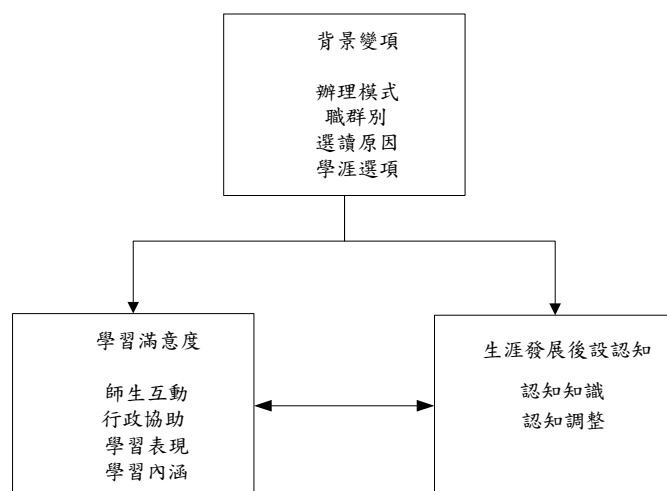 背景變項
辦理模式
職群別
選讀原因
學涯選項
學習滿意度
師生互動
行政協助
學習表現
學習內涵
生涯發展後設認知
認知知識
認知調整